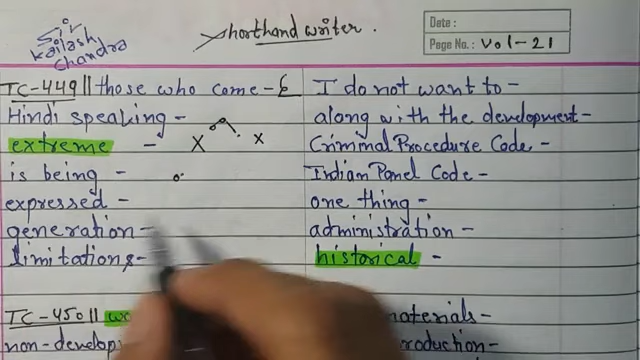 Sir
Kailash
Chandra
Shorthand writer.
Date:
Page No.: Vol-21
TC-449|| those who come -
Hindi speaking -
extreme -
is being -
expressed -
generation -
limitations -
I do not want to -
along with the development -
Criminal Procedure Code -
Indian Panel Code -
one thing -
administration -
historical -
TC-450||
non-develop
materials -